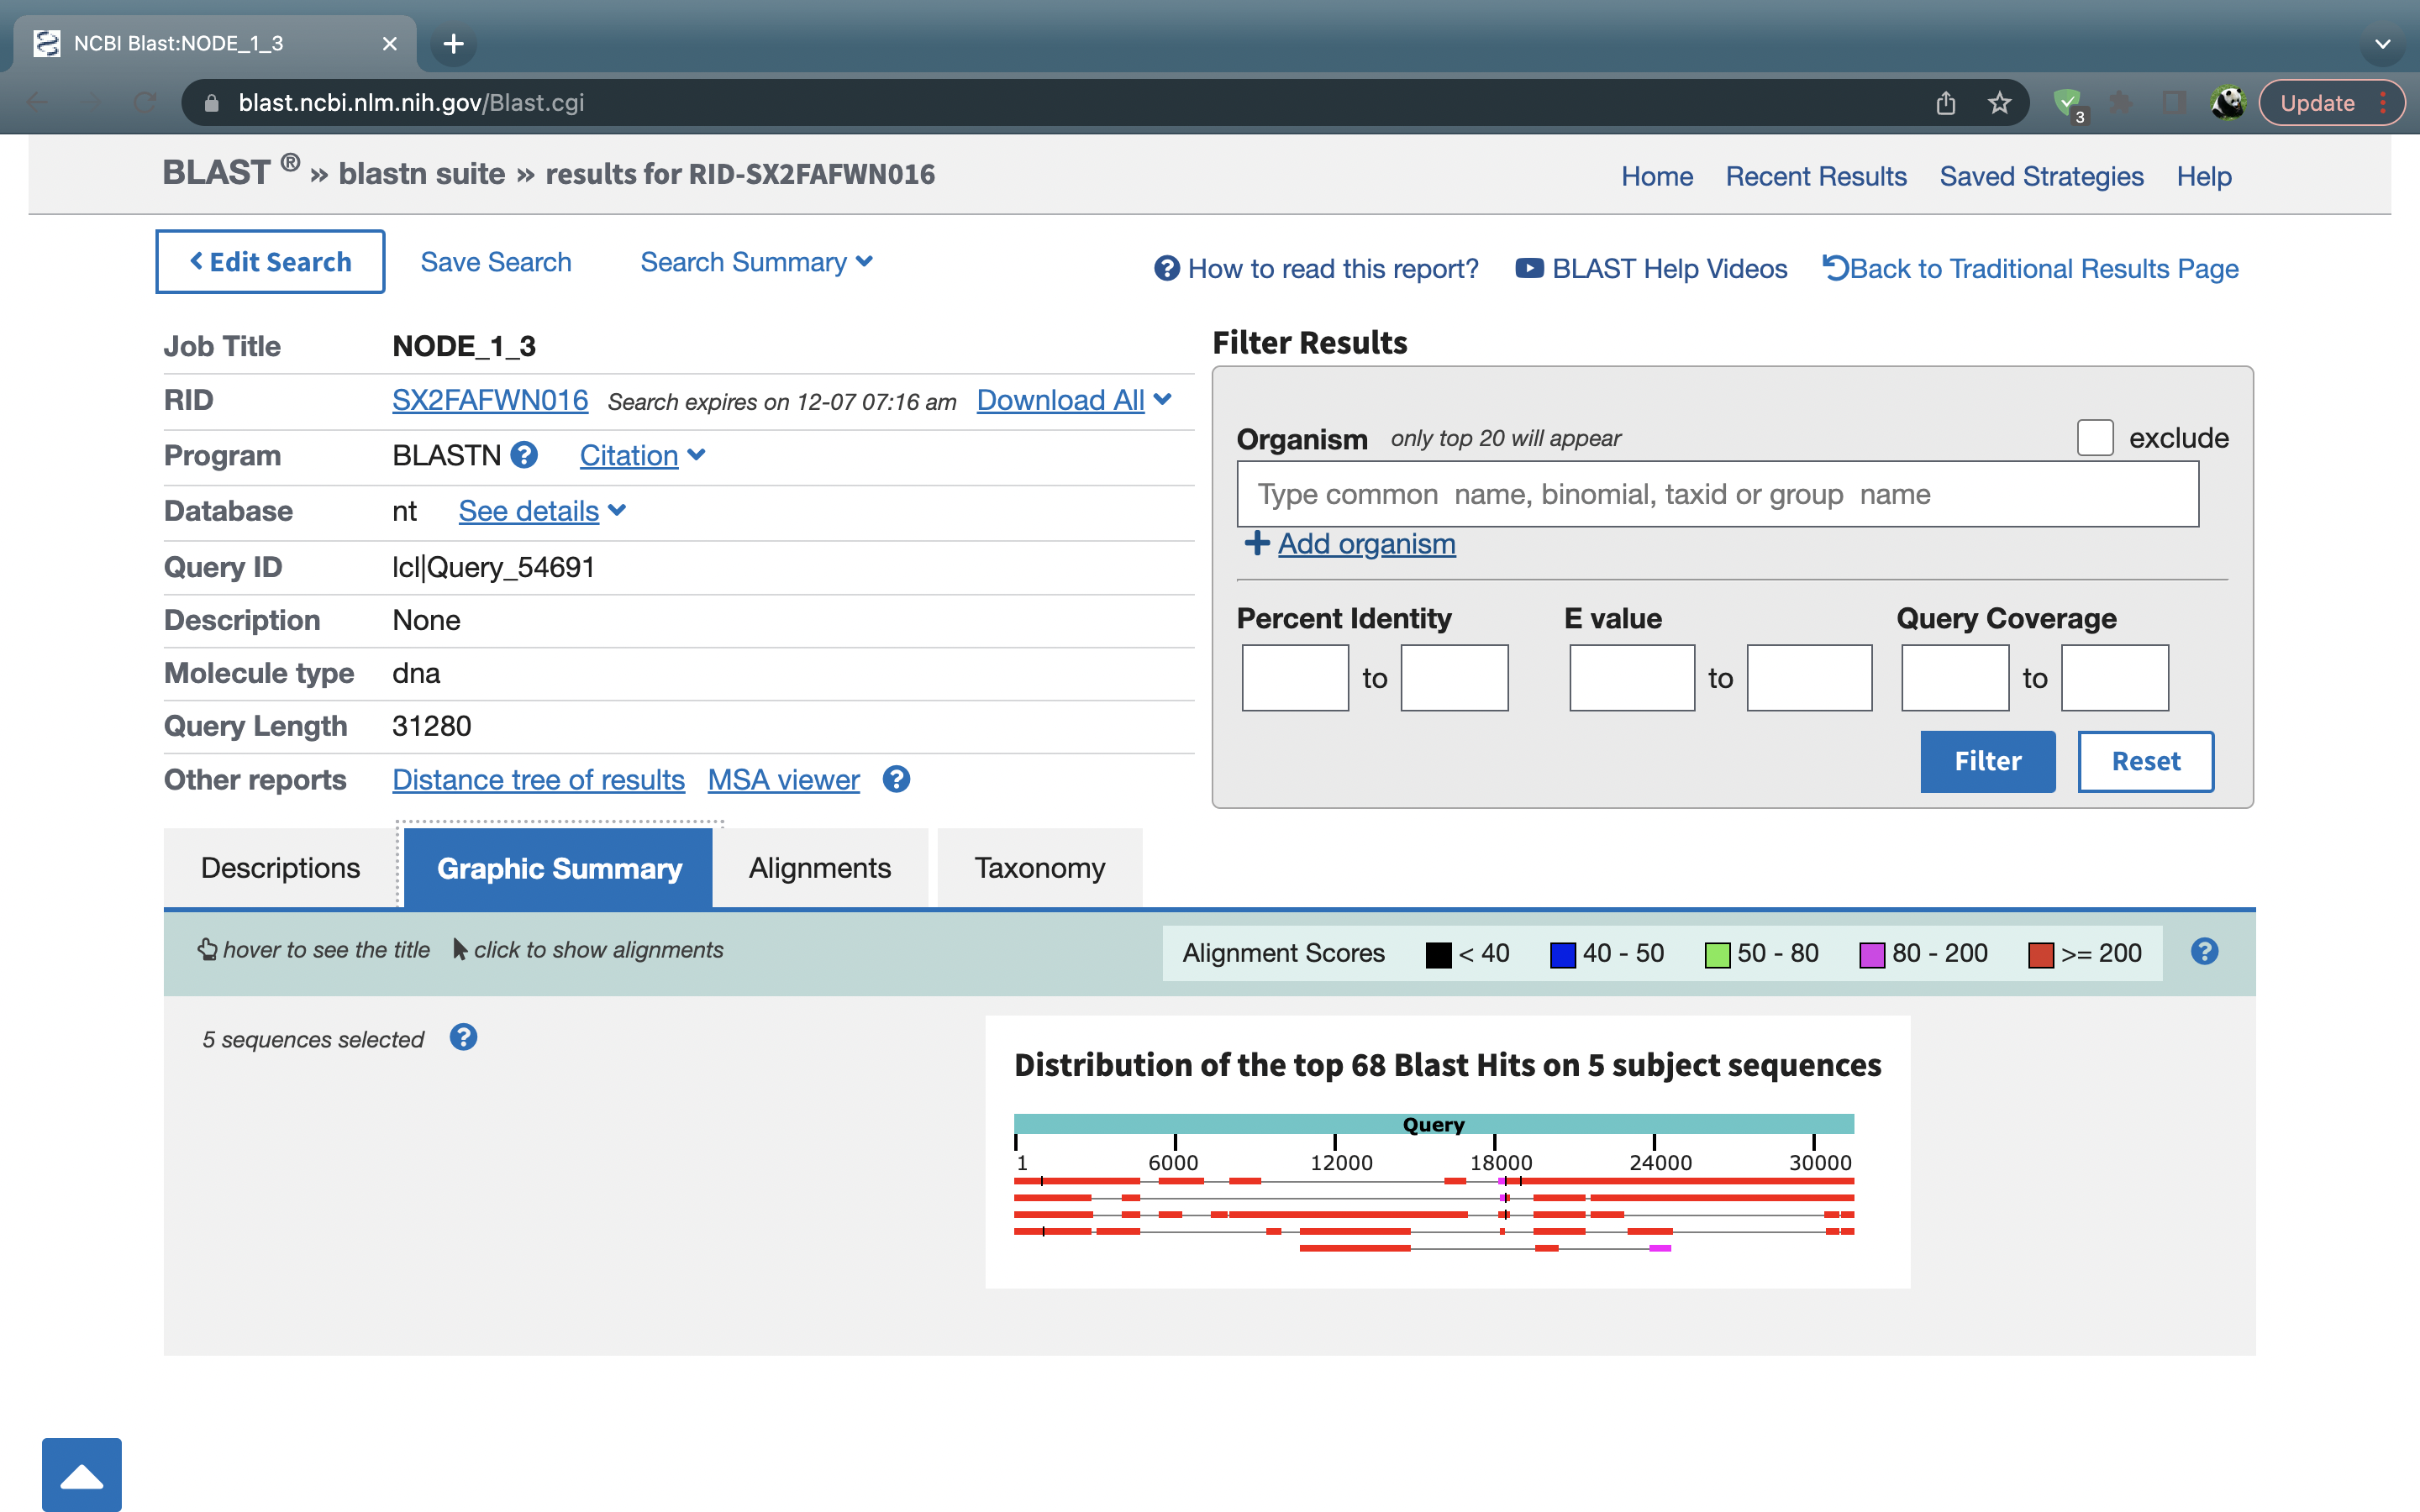 NCBI Blast:NODE_1_3
blast.ncbi.nlm.nih.gov/Blast.cgi
3
Update
BLAST ® » blastn suite » results for RID-SX2FAFWN016
Home Recent Results Saved Strategies Help
Edit Search Save Search Search Summary
How to read this report? BLAST Help Videos Back to Traditional Results Page
Job Title NODE_1_3
RID SX2FAFWN016 Search expires on 12-07 07:16 am Download All
Program BLASTN Citation
Database nt See details
Query ID lcl|Query_54691
Description None
Molecule type dna
Query Length 31280
Other reports Distance tree of results MSA viewer
Filter Results
Organism only top 20 will appear exclude
Type common name, binomial, taxid or group name
Add organism
Percent Identity E value Query Coverage
to to to
Filter Reset
Descriptions Graphic Summary Alignments Taxonomy
hover to see the title click to show alignments
Alignment Scores < 40 40 - 50 50 - 80 80 - 200 >= 200
5 sequences selected
Distribution of the top 68 Blast Hits on 5 subject sequences
Query
1 6000 12000 18000 24000 30000